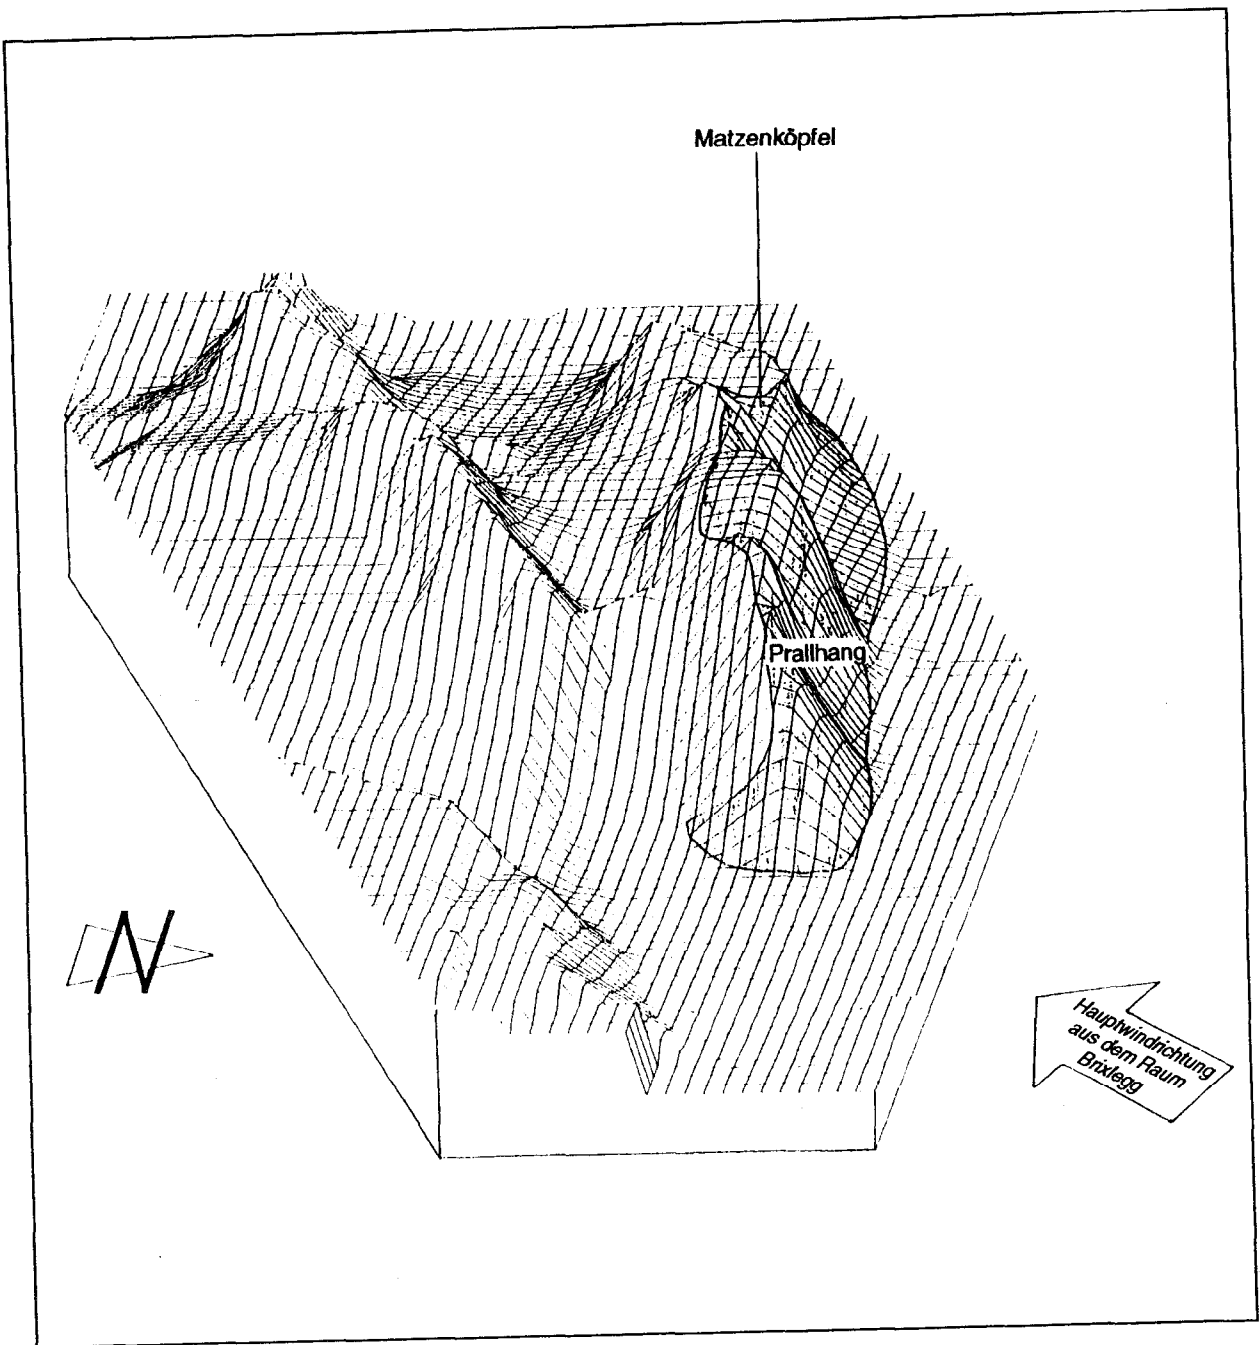 Matzenköpfel
Prallhang
N
Hauptwindrichtung
aus dem Raum
Brixlegg